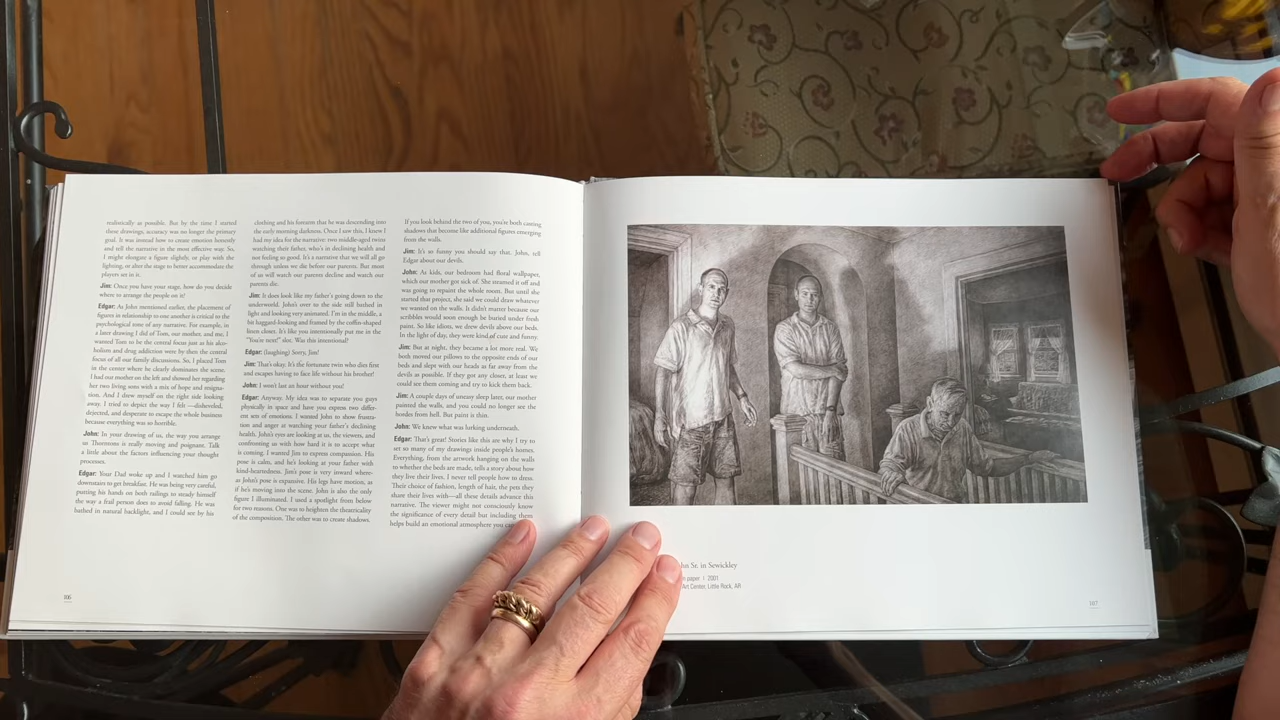 realistically as possible. But by the time I started
these drawings, accuracy was no longer the primary
goal. It was instead how to create emotion honestly
and tell the narrative in the most effective way. So,
I might elongate a figure slightly, or play with the
lighting, or alter the stage to better accommodate the
players set in it.
Jim: Once you have your stage, how do you decide
where to arrange the people on it?
Edgar: As John mentioned earlier, the placement of
figures in relationship to one another is critical to the
psychological tone of any narrative. For example, in
a later drawing I did of Tom, our mother, and me, I
wanted Tom to be the central focus just as his alco-
holism and drug addiction were by then the central
focus of all our family discussions. So, I placed Tom
in the center where he clearly dominates the scene.
I had our mother on the left and showed her regarding
her two living sons with a mix of hope and resigna-
tion. And I drew myself on the right side looking
away. I tried to depict the way I felt —disheveled,
dejected, and desperate to escape the whole business
because everything was so horrible.
John: In your drawing of us, the way you arrange
us Thorntons is really moving and poignant. Talk
a little about the factors influencing your thought
processes.
Edgar: Your Dad woke up and I watched him go
downstairs to get breakfast. He was being very careful,
putting his hands on both railings to steady himself
the way a frail person does to avoid falling. He was
bathed in natural backlight, and I could see by his
clothing and his forearm that he was descending into
the early morning darkness. Once I saw this, I knew I
had my idea for the narrative: two middle-aged twins
watching their father, who's in declining health and
not feeling good. It's a narrative that we will all go
through unless we die before our parents. But most
of us will watch our parents decline and watch our
parents die.
Jim: It does look like my father's going down to the
underworld. John's over to the side still bathed in
light and looking very animated. I'm in the middle, a
bit haggard-looking and framed by the coffin-shaped
linen closet. It's like you intentionally put me in the
"You're next!" slot. Was this intentional?
Edgar: (laughing) Sorry, Jim!
Jim: That's okay. It's the fortunate twin who dies first
and escapes having to face life without his brother!
John: I won't last an hour without you!
Edgar: Anyway. My idea was to separate you guys
physically in space and have you express two differ-
ent sets of emotions. I wanted John to show frustra-
tion and anger at watching your father's declining
health. John's eyes are looking at us, the viewers, and
confronting us with how hard it is to accept what
is coming. I wanted Jim to express compassion. His
pose is calm, and he's looking at your father with
kind-heartedness. Jim's pose is very inward where-
as John's pose is expansive. His legs have motion, as
if he's moving into the scene. John is also the only
figure I illuminated. I used a spotlight from below
for two reasons. One was to heighten the theatricality
of the composition. The other was to create shadows.
If you look behind the two of you, you're both casting
shadows that become like additional figures emerging
from the walls.
Jim: It's so funny you should say that. John, tell
Edgar about our devils.
John: As kids, our bedroom had floral wallpaper,
which our mother got sick of. She steamed it off and
was going to repaint the whole room. But until she
started that project, she said we could draw whatever
we wanted on the walls. It didn't matter because our
scribbles would soon enough be buried under fresh
paint. So like idiots, we drew devils above our beds.
In the light of day, they were kind of cute and funny.
Jim: But at night, they became a lot more real. We
both moved our pillows to the opposite ends of our
beds and slept with our heads as far away from the
devils as possible. If they got any closer, at least we
could see them coming and try to kick them back.
Jim: A couple days of uneasy sleep later, our mother
painted the walls, and you could no longer see the
hordes from hell. But paint is thin.
John: We knew what was lurking underneath.
Edgar: That's great! Stories like this are why I try to
set so many of my drawings inside people's homes.
Everything, from the artwork hanging on the walls
to whether the beds are made, tells a story about how
they live their lives. I never tell people how to dress.
Their choice of fashion, length of hair, the pets they
share their lives with—all these details advance this
narrative. The viewer might not consciously know
the significance of every detail but including them
helps build an emotional atmosphere you
106
Sr. in Sewickley
paper | 2001
Art Center, Little Rock, AR
107